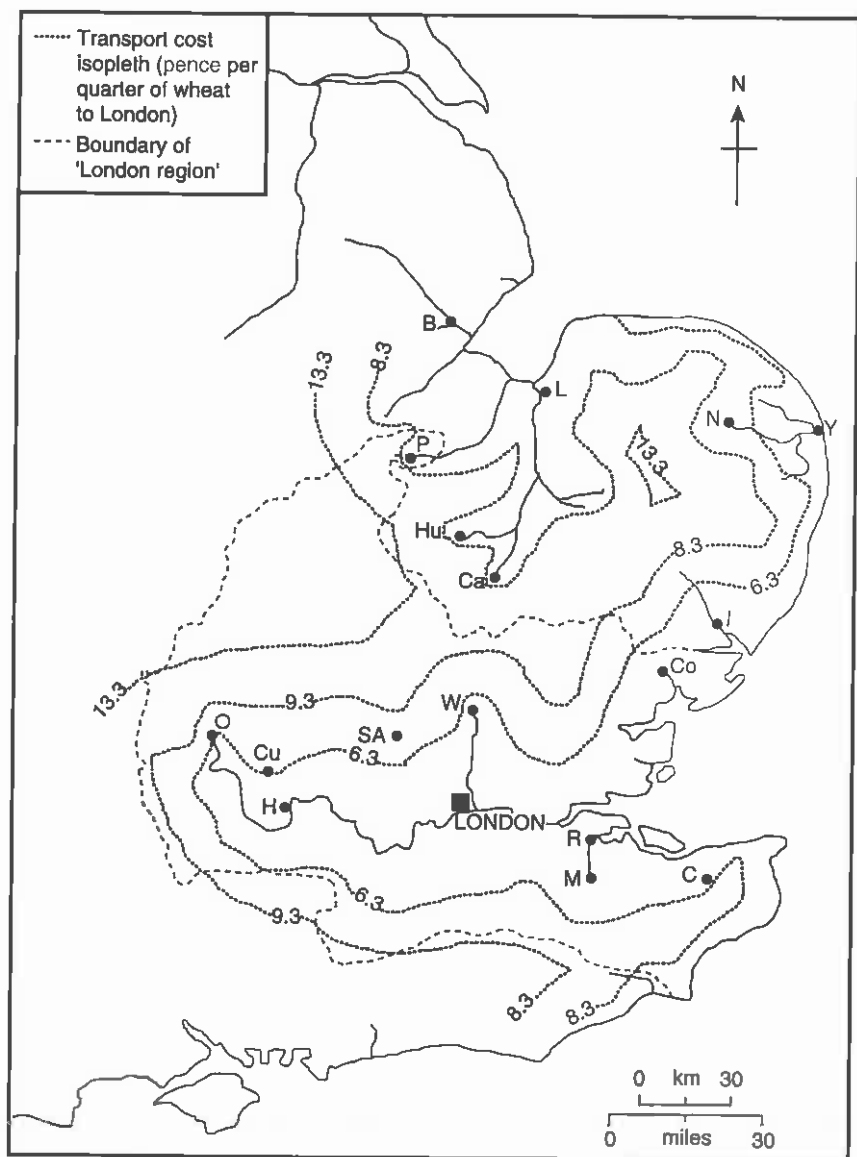 Transport cost
isopleth (pence per
quarter of wheat
to London)
Boundary of
'London region'
N
B
8.3
13.3
L
N
Y
P
13.3
Hu
8.3
Ca
6.3
I
Co
13.3
9.3
W
O
SA
Cu
6.3
H
LONDON
R
M
C
6.3
9.3
8.3
8.3
0 km 30
0 miles 30